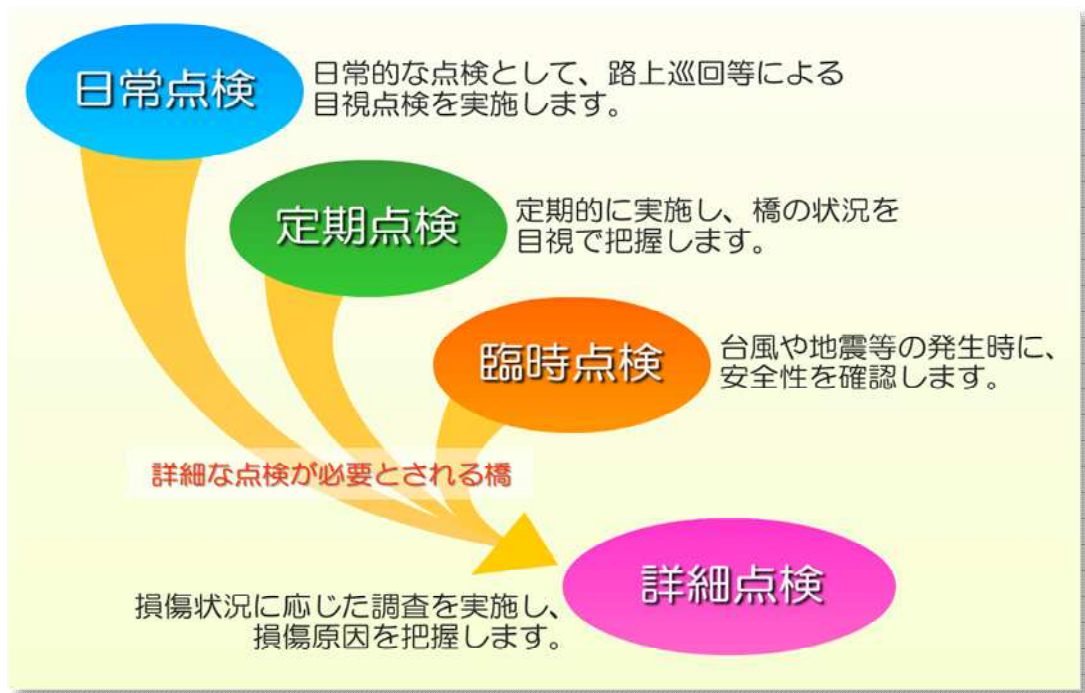 日常点検
日常的な点検として、路上巡回等による
目視点検を実施します。
定期点検
定期的に実施し、橋の状況を
目視で把握します。
臨時点検
台風や地震等の発生時に、
安全性を確認します。
詳細な点検が必要とされる橋
詳細点検
損傷状況に応じた調査を実施し、
損傷原因を把握します。